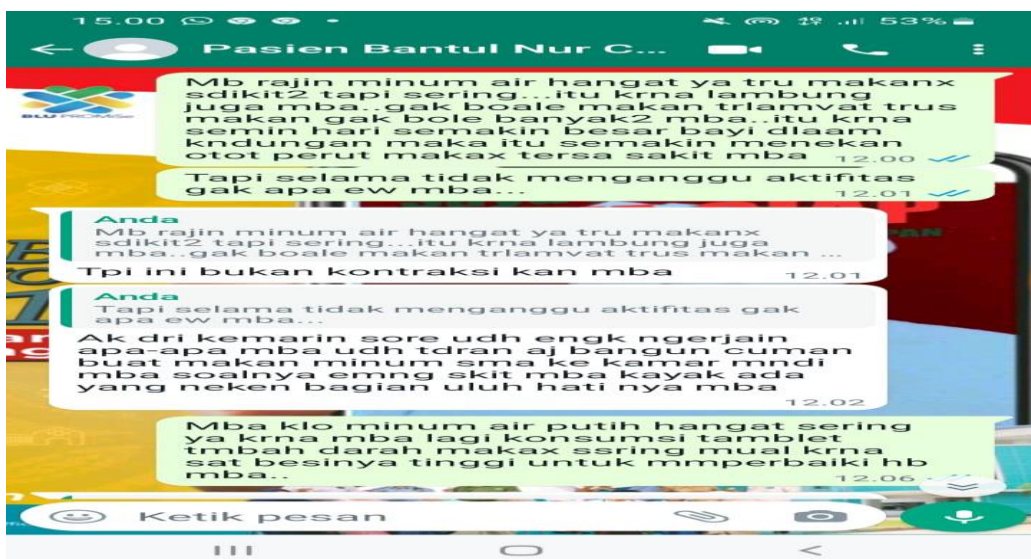 15.00
53%
Pasien Bantul Nur C...
Mb rajin minum air hangat ya tru makanx
sdikit2 tapi sering...itu krna lambung
juga mba..gak boale makan trlamvat trus
makan gak bole banyak2 mba..itu krna
semin hari semakin besar bayi dlaam
kndungan maka itu semakin menekan
otot perut makax tersa sakit mba 12.00
Tapi selama tidak menganggu aktifitas
gak apa ew mba... 12.01
Anda
Mb rajin minum air hangat ya tru makanx
sdikit2 tapi sering...itu krna lambung juga
mba..gak boale makan trlamvat trus makan ...
Tpi ini bukan kontraksi kan mba 12.01
Anda
Tapi selama tidak menganggu aktifitas gak
apa ew mba...
Ak dri kemarin sore udh engk ngerjain
apa-apa mba udh tdran aj bangun cuman
buat makan minum sma ke kamar mndi
mba soalnya emng skit mba kayak ada
yang neken bagian uluh hati nya mba
12.02
Mba klo minum air putih hangat sering
ya krna mba lagi konsumsi tamblet
tmbah darah makax ssring mual krna
sat besinya tinggi untuk mmperbaiki hb
mba.. 12.06
Ketik pesan